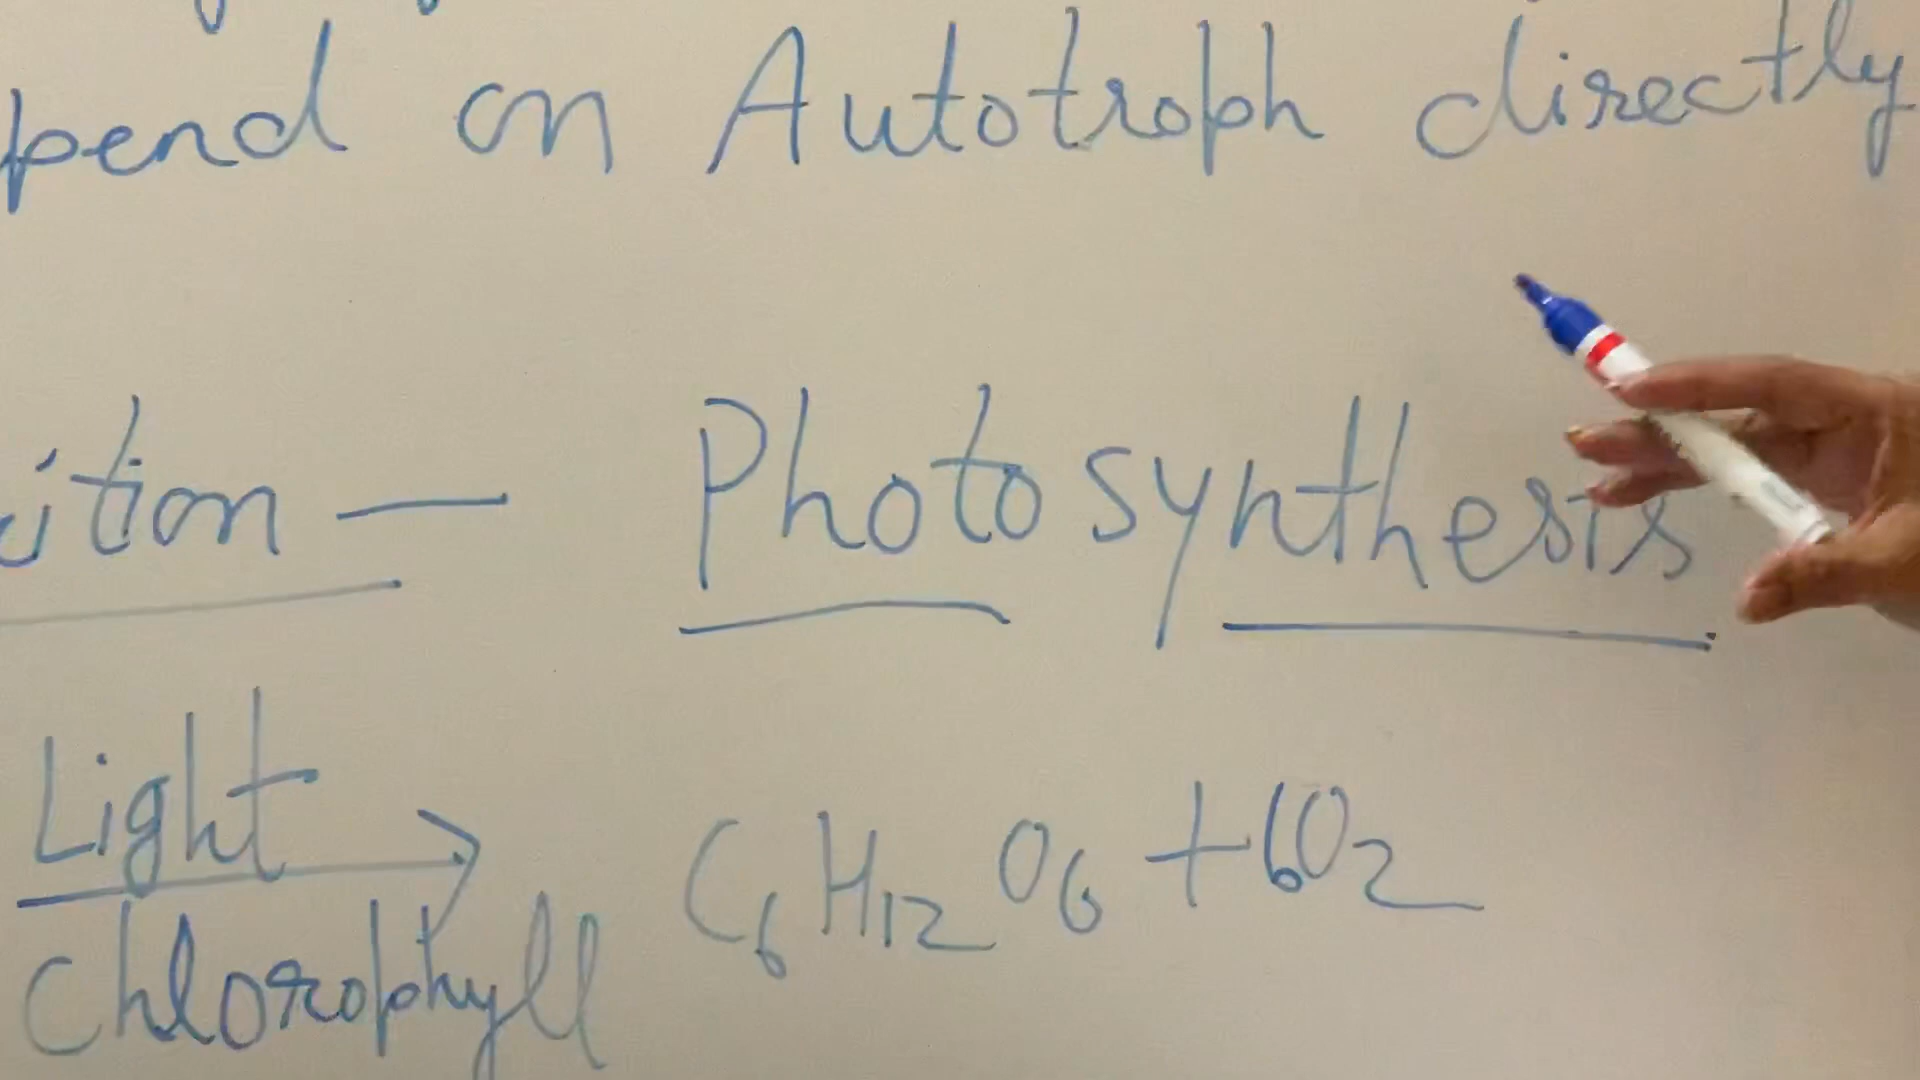 pend on Autotroph directly
ition — Photosynthesis
Light
C₆H₁₂O₆ + 6O₂
Chlorophyll